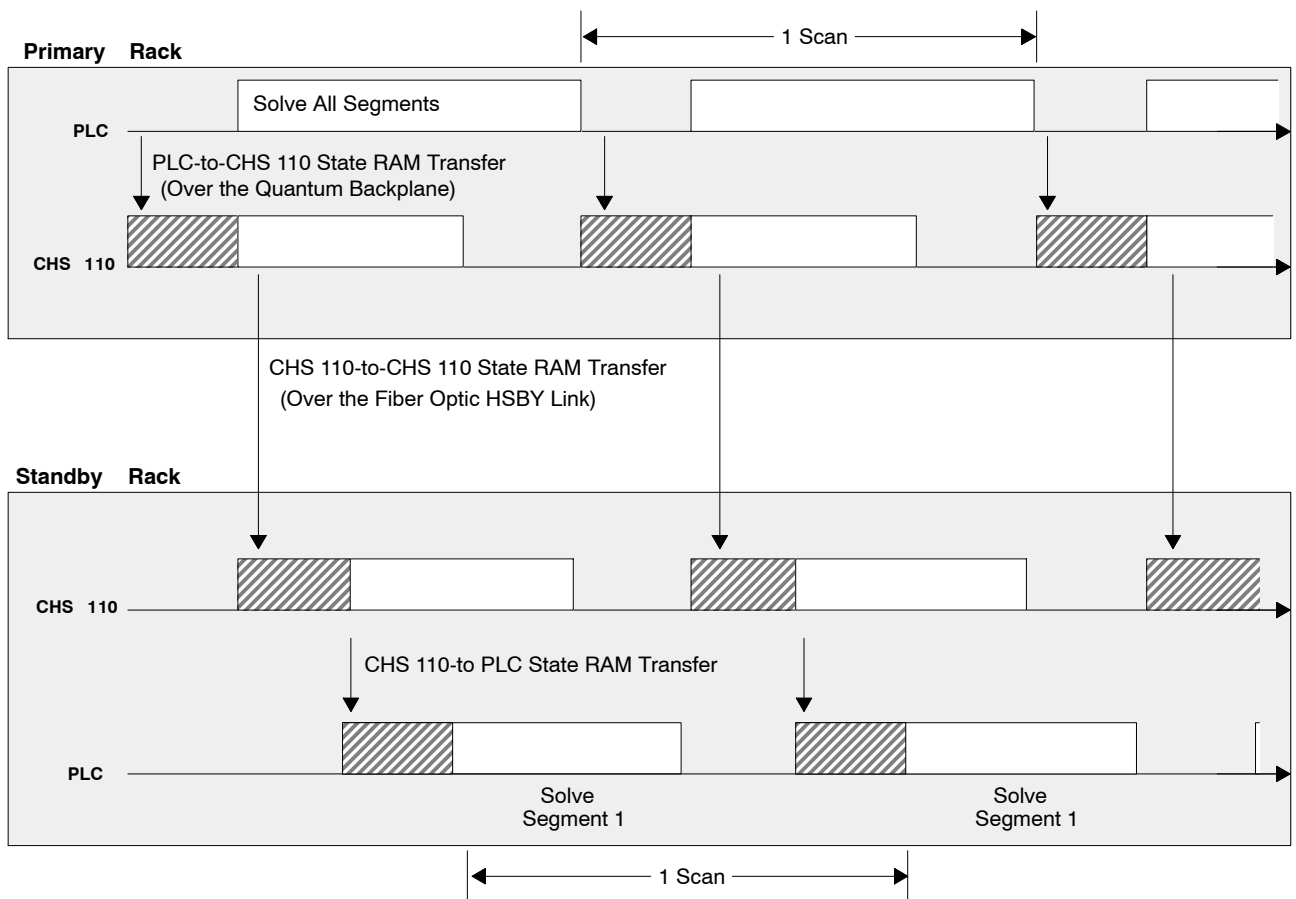 1 Scan
Primary Rack
Solve All Segments
PLC
PLC-to-CHS 110 State RAM Transfer
(Over the Quantum Backplane)
CHS 110
CHS 110-to-CHS 110 State RAM Transfer
(Over the Fiber Optic HSBY Link)
Standby Rack
CHS 110
CHS 110-to PLC State RAM Transfer
PLC
Solve
Segment 1
Solve
Segment 1
1 Scan